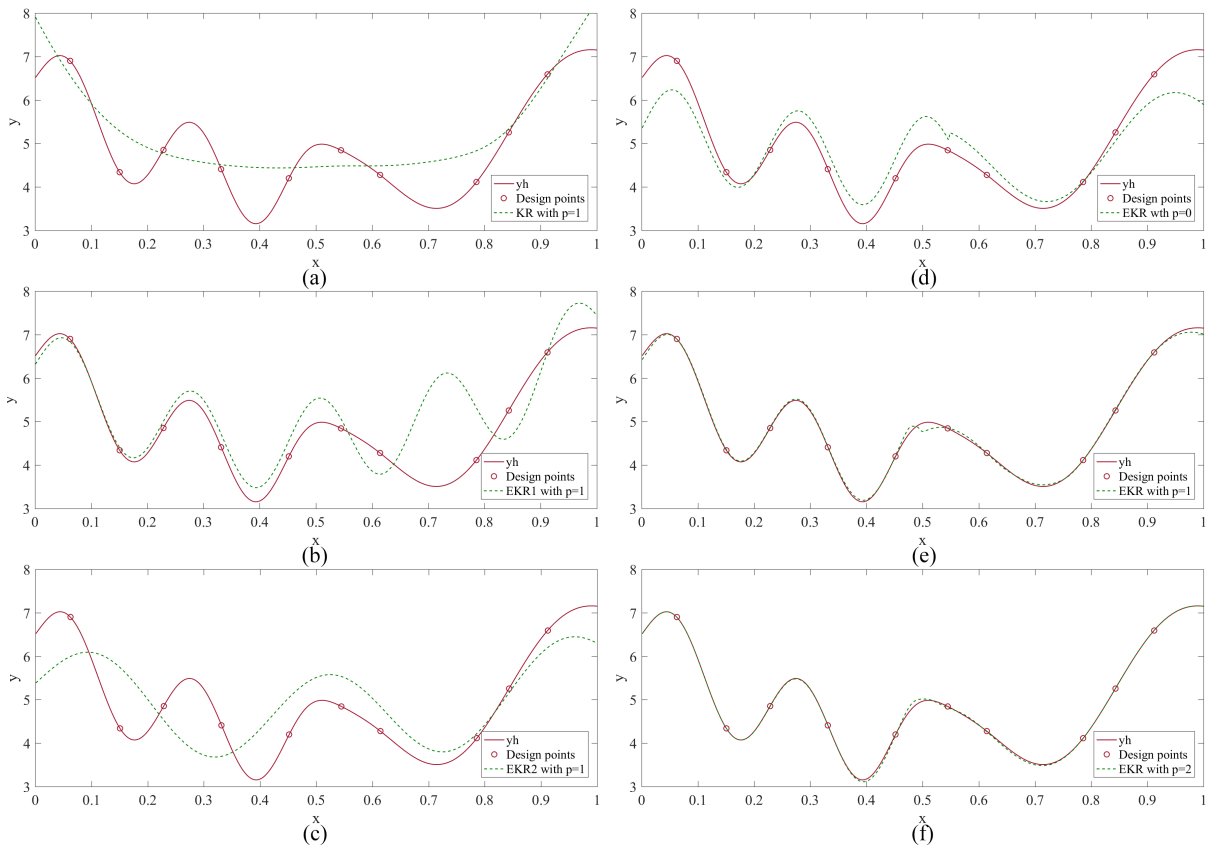 8
7
6
5
4
3
y
yh
Design points
KR with p=1
0 0.1 0.2 0.3 0.4 0.5 0.6 0.7 0.8 0.9 1
x
(a)
8
7
6
5
4
3
y
yh
Design points
EKR1 with p=1
0 0.1 0.2 0.3 0.4 0.5 0.6 0.7 0.8 0.9 1
x
(b)
8
7
6
5
4
3
y
yh
Design points
EKR2 with p=1
0 0.1 0.2 0.3 0.4 0.5 0.6 0.7 0.8 0.9 1
x
(c)
8
7
6
5
4
3
y
yh
Design points
EKR wth p=0
0 0.1 0.2 0.3 0.4 0.5 0.6 0.7 0.8 0.9 1
x
(d)
8
7
6
5
4
3
y
yh
Design points
EKR with p=1
0 0.1 0.2 0.3 0.4 0.5 0.6 0.7 0.8 0.9 1
x
(e)
8
7
6
5
4
3
y
yh
Design points
EKR with p=2
0 0.1 0.2 0.3 0.4 0.5 0.6 0.7 0.8 0.9 1
x
(f)